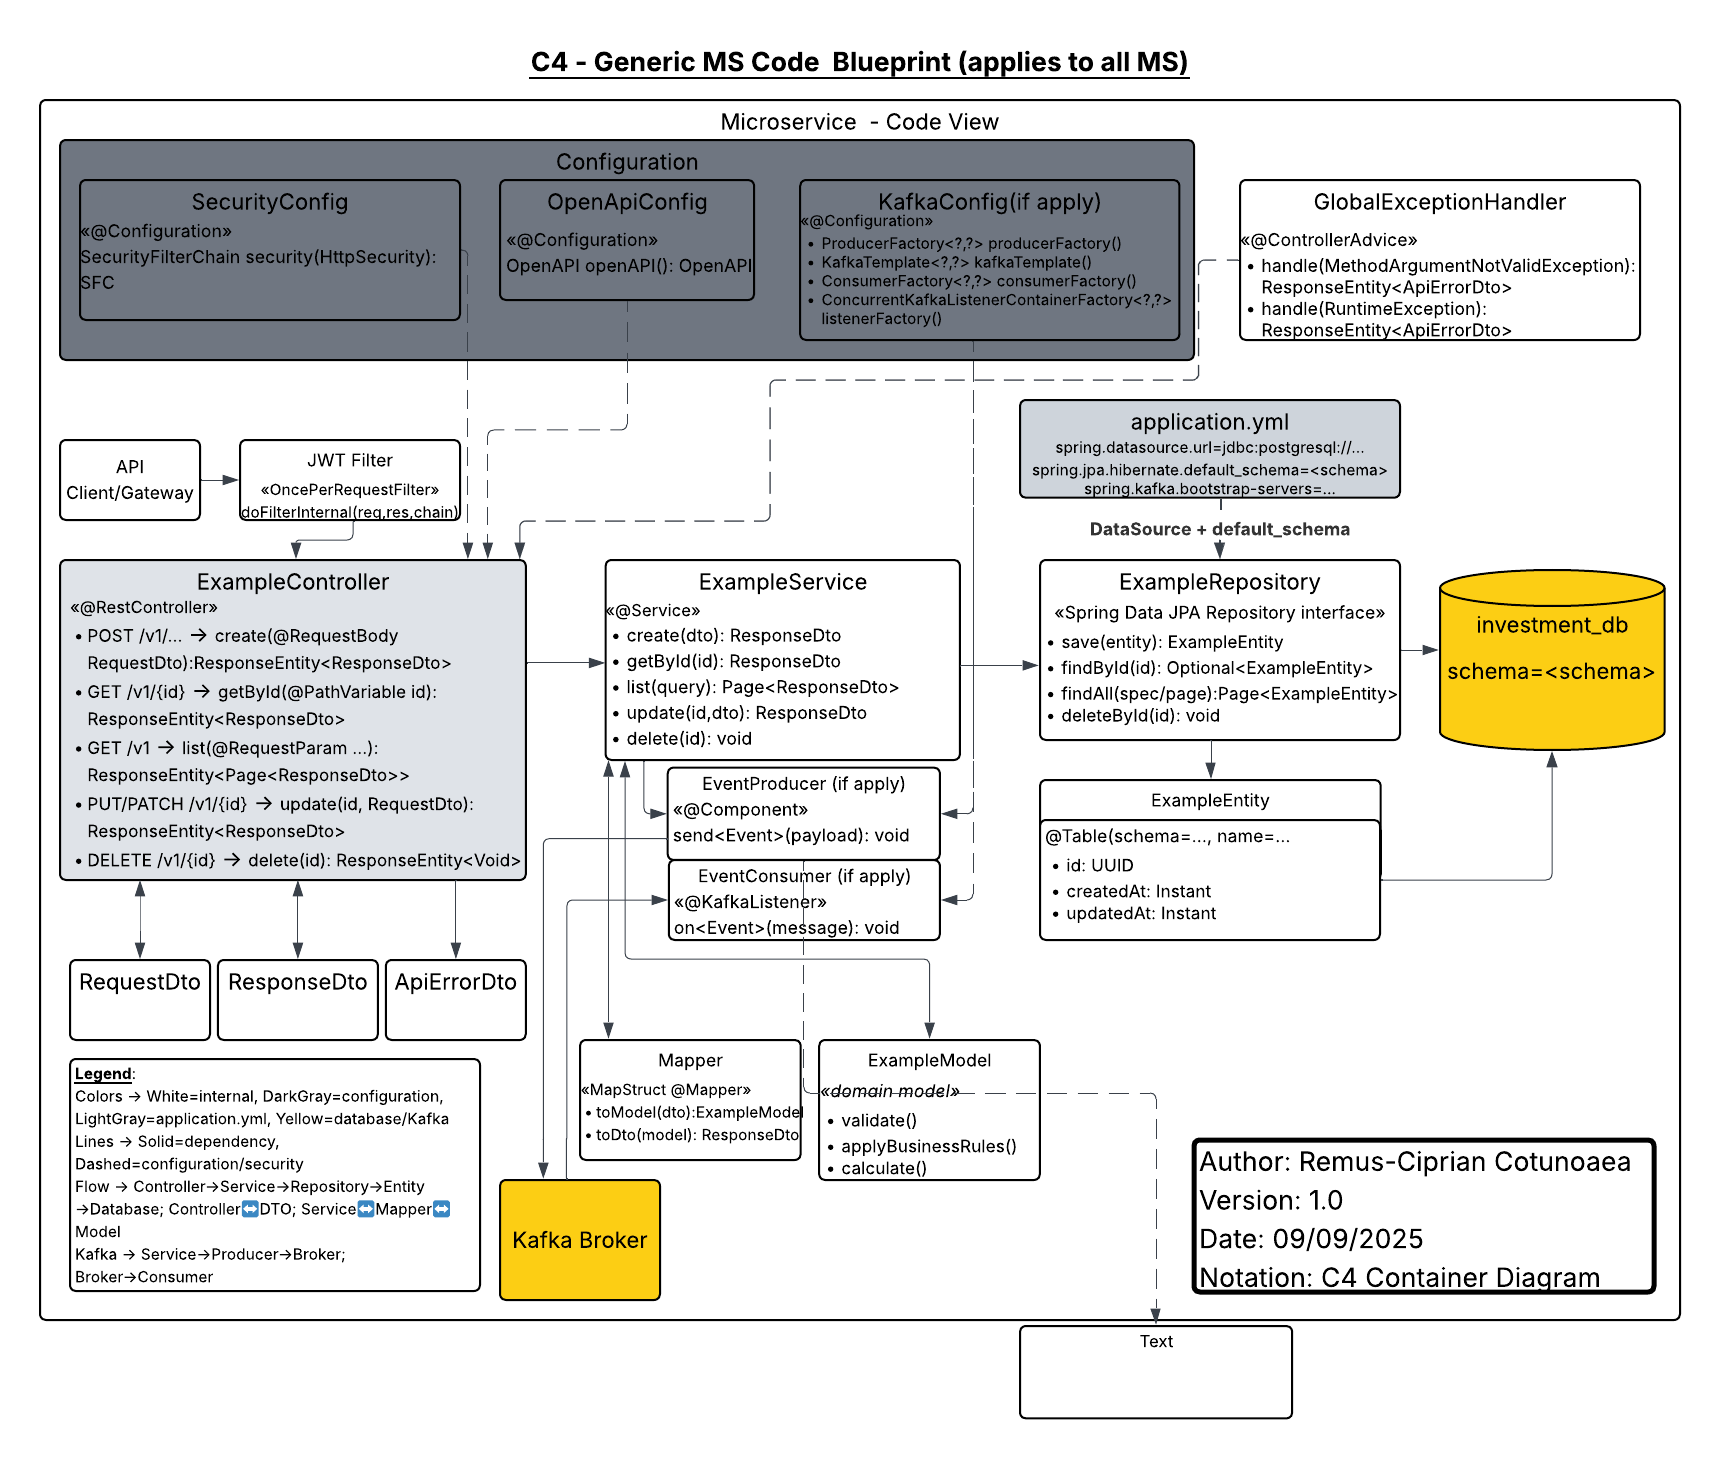 C4 - Generic MS Code  Blueprint (applies to all MS)
Microservice  - Code View
Configuration
SecurityConfig
«@Configuration»
SecurityFilterChain security(HttpSecurity):
SFC
OpenApiConfig
«@Configuration»
OpenAPI openAPI(): OpenAPI
KafkaConfig(if apply)
«@Configuration»
• ProducerFactory<?,?> producerFactory()
• KafkaTemplate<?,?> kafkaTemplate()
• ConsumerFactory<?,?> consumerFactory()
• ConcurrentKafkaListenerContainerFactory<?,?>
listenerFactory()
GlobalExceptionHandler
«@ControllerAdvice»
• handle(MethodArgumentNotValidException):
ResponseEntity<ApiErrorDto>
• handle(RuntimeException):
ResponseEntity<ApiErrorDto>
application.yml
spring.datasource.url=jdbc:postgresql://...
spring.jpa.hibernate.default_schema=<schema>
spring.kafka.bootstrap-servers=...
API
Client/Gateway
JWT Filter
«OncePerRequestFilter»
doFilterInternal(req,res,chain)
DataSource + default_schema
ExampleController
«@RestController»
• POST /v1/... → create(@RequestBody
RequestDto):ResponseEntity<ResponseDto>
• GET /v1/{id} → getById(@PathVariable id):
ResponseEntity<ResponseDto>
• GET /v1 → list(@RequestParam ...):
ResponseEntity<Page<ResponseDto>>
• PUT/PATCH /v1/{id} → update(id, RequestDto):
ResponseEntity<ResponseDto>
• DELETE /v1/{id} → delete(id): ResponseEntity<Void>
ExampleService
«@Service»
• create(dto): ResponseDto
• getById(id): ResponseDto
• list(query): Page<ResponseDto>
• update(id,dto): ResponseDto
• delete(id): void
ExampleRepository
«Spring Data JPA Repository interface»
• save(entity): ExampleEntity
• findById(id): Optional<ExampleEntity>
• findAll(spec/page):Page<ExampleEntity>
• deleteById(id): void
investment_db
schema=<schema>
EventProducer (if apply)
«@Component»
send<Event>(payload): void
EventConsumer (if apply)
«@KafkaListener»
on<Event>(message): void
ExampleEntity
@Table(schema=..., name=...
• id: UUID
• createdAt: Instant
• updatedAt: Instant
RequestDto
ResponseDto
ApiErrorDto
Mapper
«MapStruct @Mapper»
• toModel(dto):ExampleModel
• toDto(model): ResponseDto
ExampleModel
«domain model»
• validate()
• applyBusinessRules()
• calculate()
Legend:
Colors → White=internal, DarkGray=configuration,
LightGray=application.yml, Yellow=database/Kafka
Lines → Solid=dependency,
Dashed=configuration/security
Flow → Controller→Service→Repository→Entity
→Database; Controller↔️DTO; Service↔️Mapper↔️
Model
Kafka → Service→Producer→Broker;
Broker→Consumer
Kafka Broker
Author: Remus-Ciprian Cotunoaea
Version: 1.0
Date: 09/09/2025
Notation: C4 Container Diagram
Text